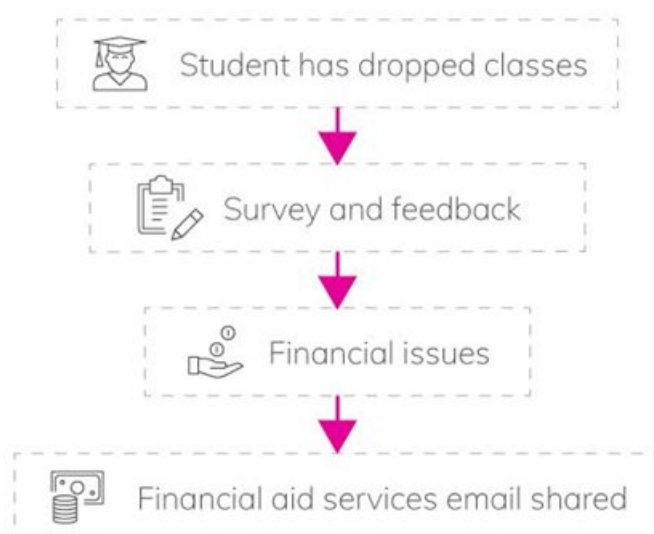 Student has dropped classes
Survey and feedback
Financial issues
Financial aid services email shared